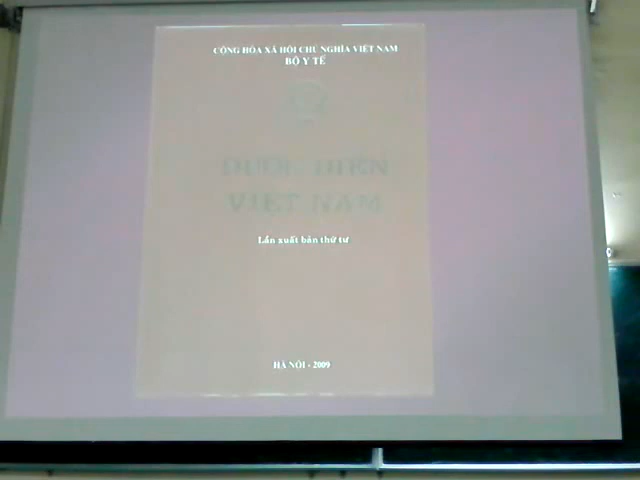 CỘNG HÒA XÃ HỘI CHỦ NGHĨA VIỆT NAM
BỘ Y TẾ
DƯỢC ĐIỂN
VIỆT NAM
Lần xuất bản thứ tư
HÀ NỘI - 2009